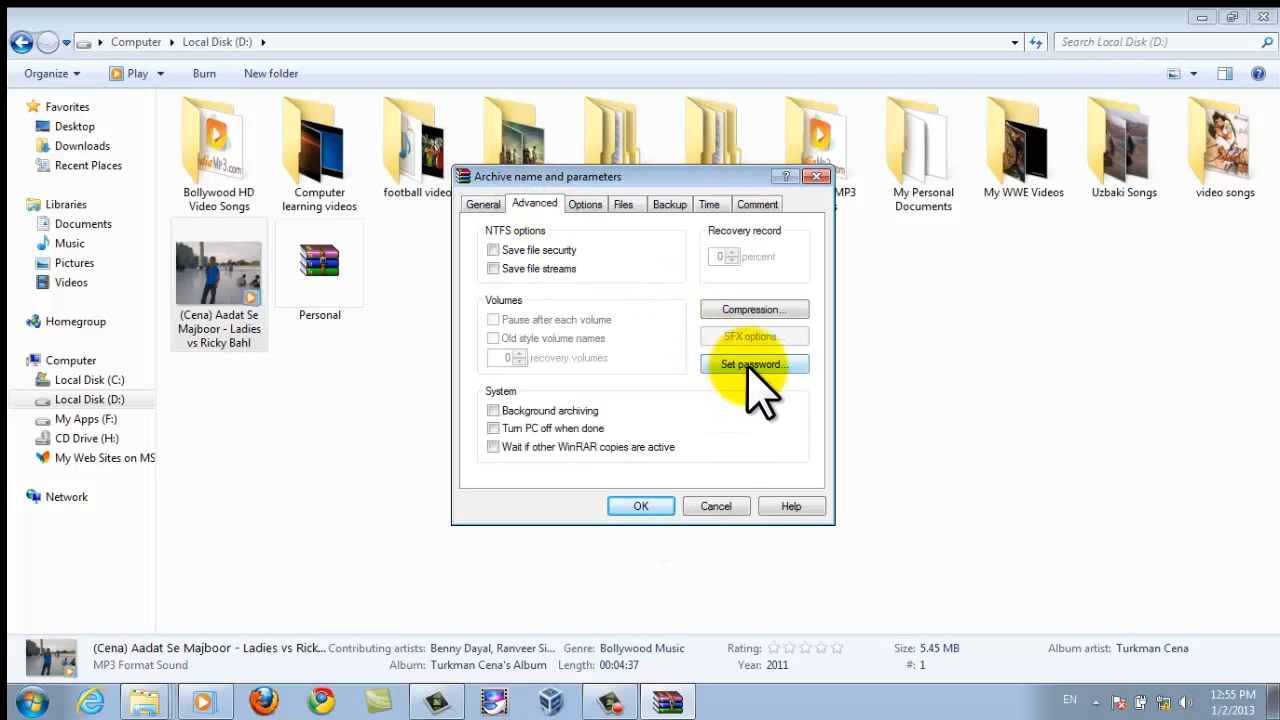 Computer
Local Disk (D:)
Search Local Disk (D:)
Organize
Play
Burn
New folder
Favorites
Desktop
Downloads
Recent Places
Libraries
Documents
Music
Pictures
Videos
Homegroup
Computer
Local Disk (C:)
Local Disk (D:)
My Apps (F:)
CD Drive (H:)
My Web Sites on MS
Network
Bollywood HD
Video Songs
Computer
learning videos
football video
MP3
My Personal
Documents
My WWE Videos
Uzbaki Songs
video songs
(Cena) Aadat Se
Majboor - Ladies
vs Ricky Bahl
Personal
Archive name and parameters
General
Advanced
Options
Files
Backup
Time
Comment
NTFS options
Save file security
Save file streams
Recovery record
0 percent
Volumes
Pause after each volume
Old style volume names
0 recovery volumes
Compression...
SFX options...
Set password...
System
Background archiving
Turn PC off when done
Wait if other WinRAR copies are active
OK
Cancel
Help
(Cena) Aadat Se Majboor - Ladies vs Rick...
MP3 Format Sound
Contributing artists: Benny Dayal, Ranveer Si...
Album: Turkman Cena's Album
Genre: Bollywood Music
Length: 00:04:37
Rating:
Year: 2011
Size: 5.45 MB
#: 1
Album artist: Turkman Cena
EN
12:55 PM
1/2/2013